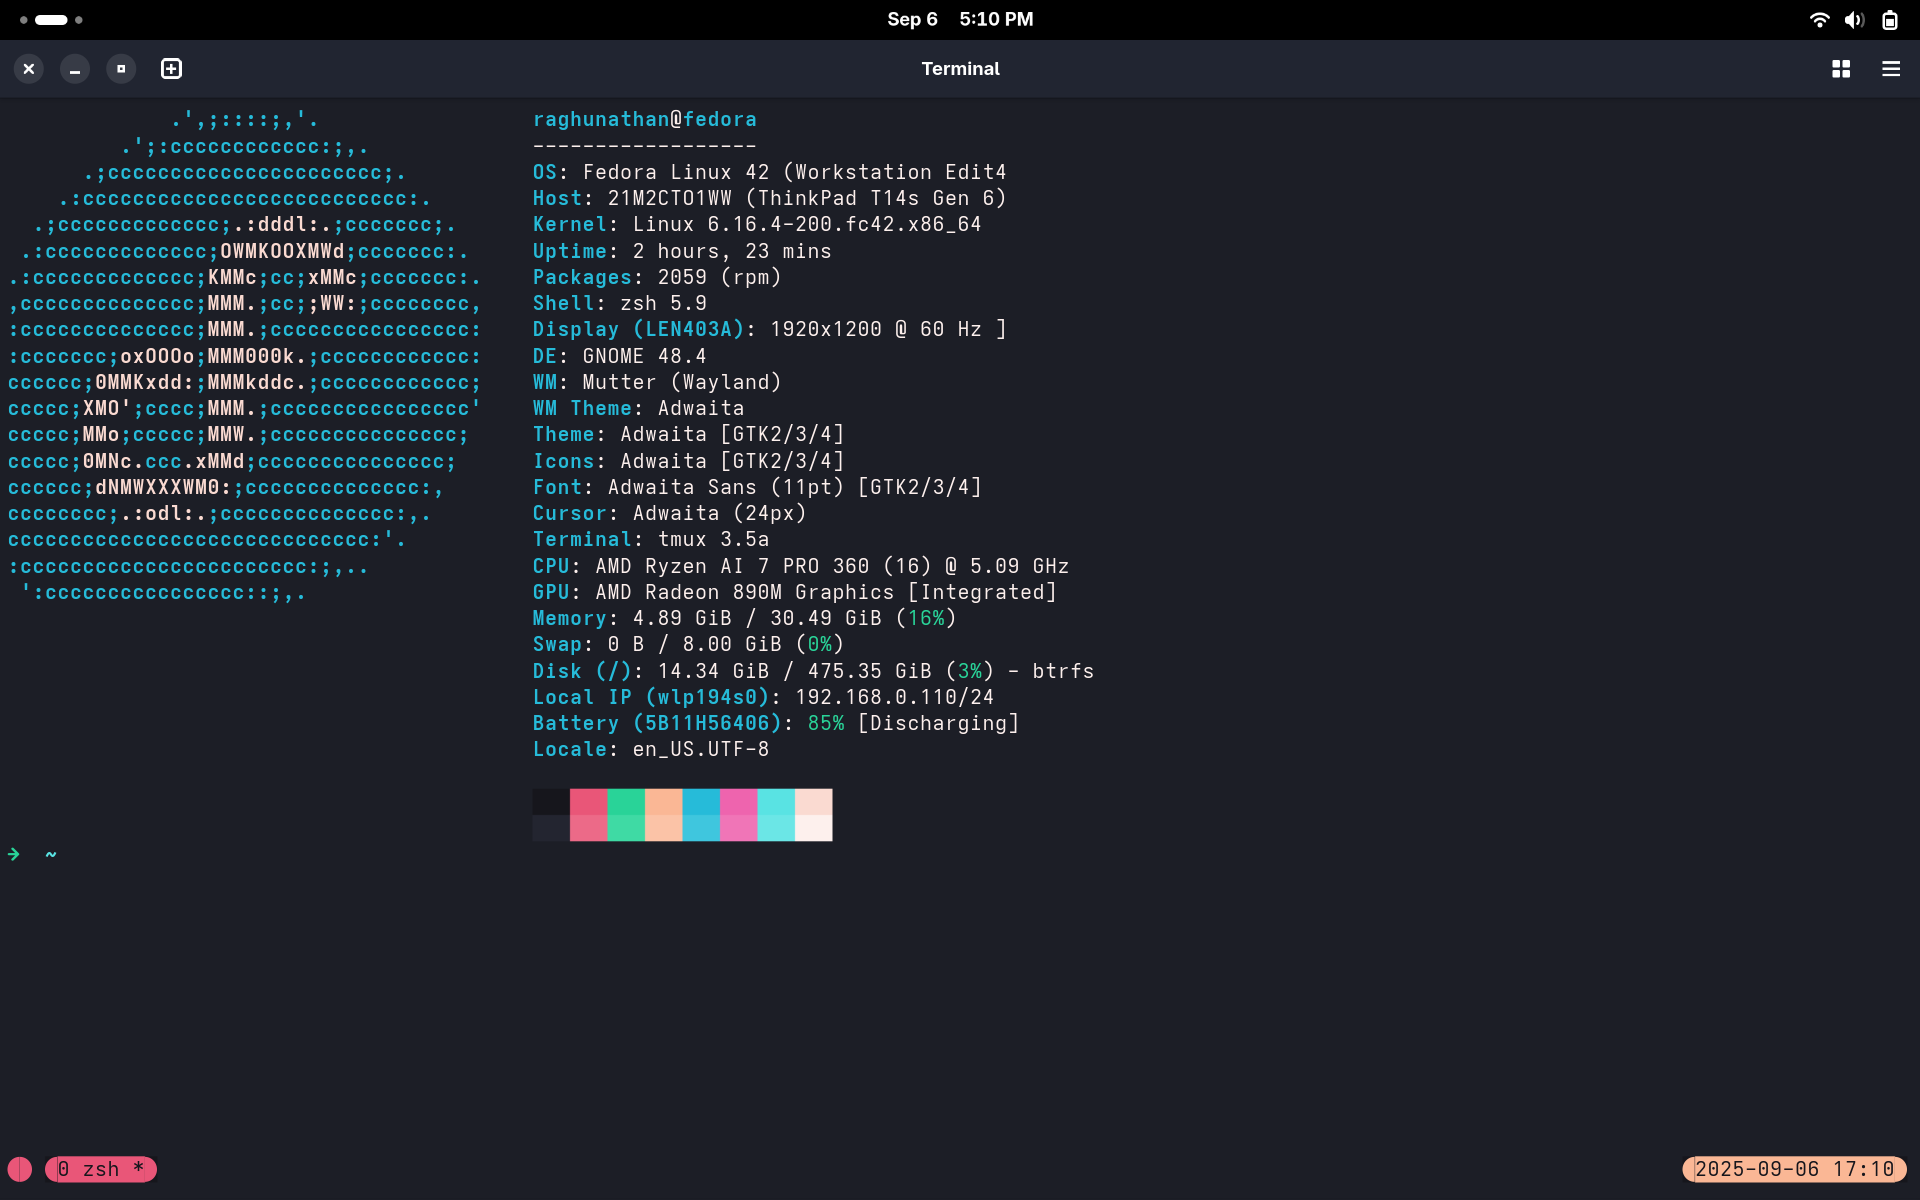 Sep 6 5:10 PM
Terminal
             .',;::::;,'.
         .';:cccccccccccc:;,.
      .;cccccccccccccccccccccc;.
    .:cccccccccccccccccccccccccc:.
  .;ccccccccccccc;.:dddl:.;ccccccc;.
 .:ccccccccccccc;OWMKOOXMWd;ccccccc:.
.:ccccccccccccc;KMMc;cc;xMMc;ccccccc:.
,cccccccccccccc;MMM.;cc;;WW:;cccccccc,
:cccccccccccccc;MMM.;cccccccccccccccc:
:ccccccc;oxOOOo;MMM000k.;cccccccccccc:
cccccc;0MMKxdd:;MMMkddc.;cccccccccccc;
ccccc;XMO';cccc;MMM.;cccccccccccccccc'
ccccc;MMo;ccccc;MMW.;ccccccccccccccc;
ccccc;0MNc.ccc.xMMd;ccccccccccccccc;
cccccc;dNMWXXXWM0:;cccccccccccccc:,
cccccccc;.:odl:.;cccccccccccccc:,.
ccccccccccccccccccccccccccccc:'.
:ccccccccccccccccccccccc:;,..
 ':cccccccccccccccc::;,.
raghunathan@fedora
------------------
OS: Fedora Linux 42 (Workstation Edit4
Host: 21M2CTO1WW (ThinkPad T14s Gen 6)
Kernel: Linux 6.16.4-200.fc42.x86_64
Uptime: 2 hours, 23 mins
Packages: 2059 (rpm)
Shell: zsh 5.9
Display (LEN403A): 1920x1200 @ 60 Hz ]
DE: GNOME 48.4
WM: Mutter (Wayland)
WM Theme: Adwaita
Theme: Adwaita [GTK2/3/4]
Icons: Adwaita [GTK2/3/4]
Font: Adwaita Sans (11pt) [GTK2/3/4]
Cursor: Adwaita (24px)
Terminal: tmux 3.5a
CPU: AMD Ryzen AI 7 PRO 360 (16) @ 5.09 GHz
GPU: AMD Radeon 890M Graphics [Integrated]
Memory: 4.89 GiB / 30.49 GiB (16%)
Swap: 0 B / 8.00 GiB (0%)
Disk (/): 14.34 GiB / 475.35 GiB (3%) - btrfs
Local IP (wlp194s0): 192.168.0.110/24
Battery (5B11H56406): 85% [Discharging]
Locale: en_US.UTF-8
→ ~
0 zsh *
2025-09-06 17:10